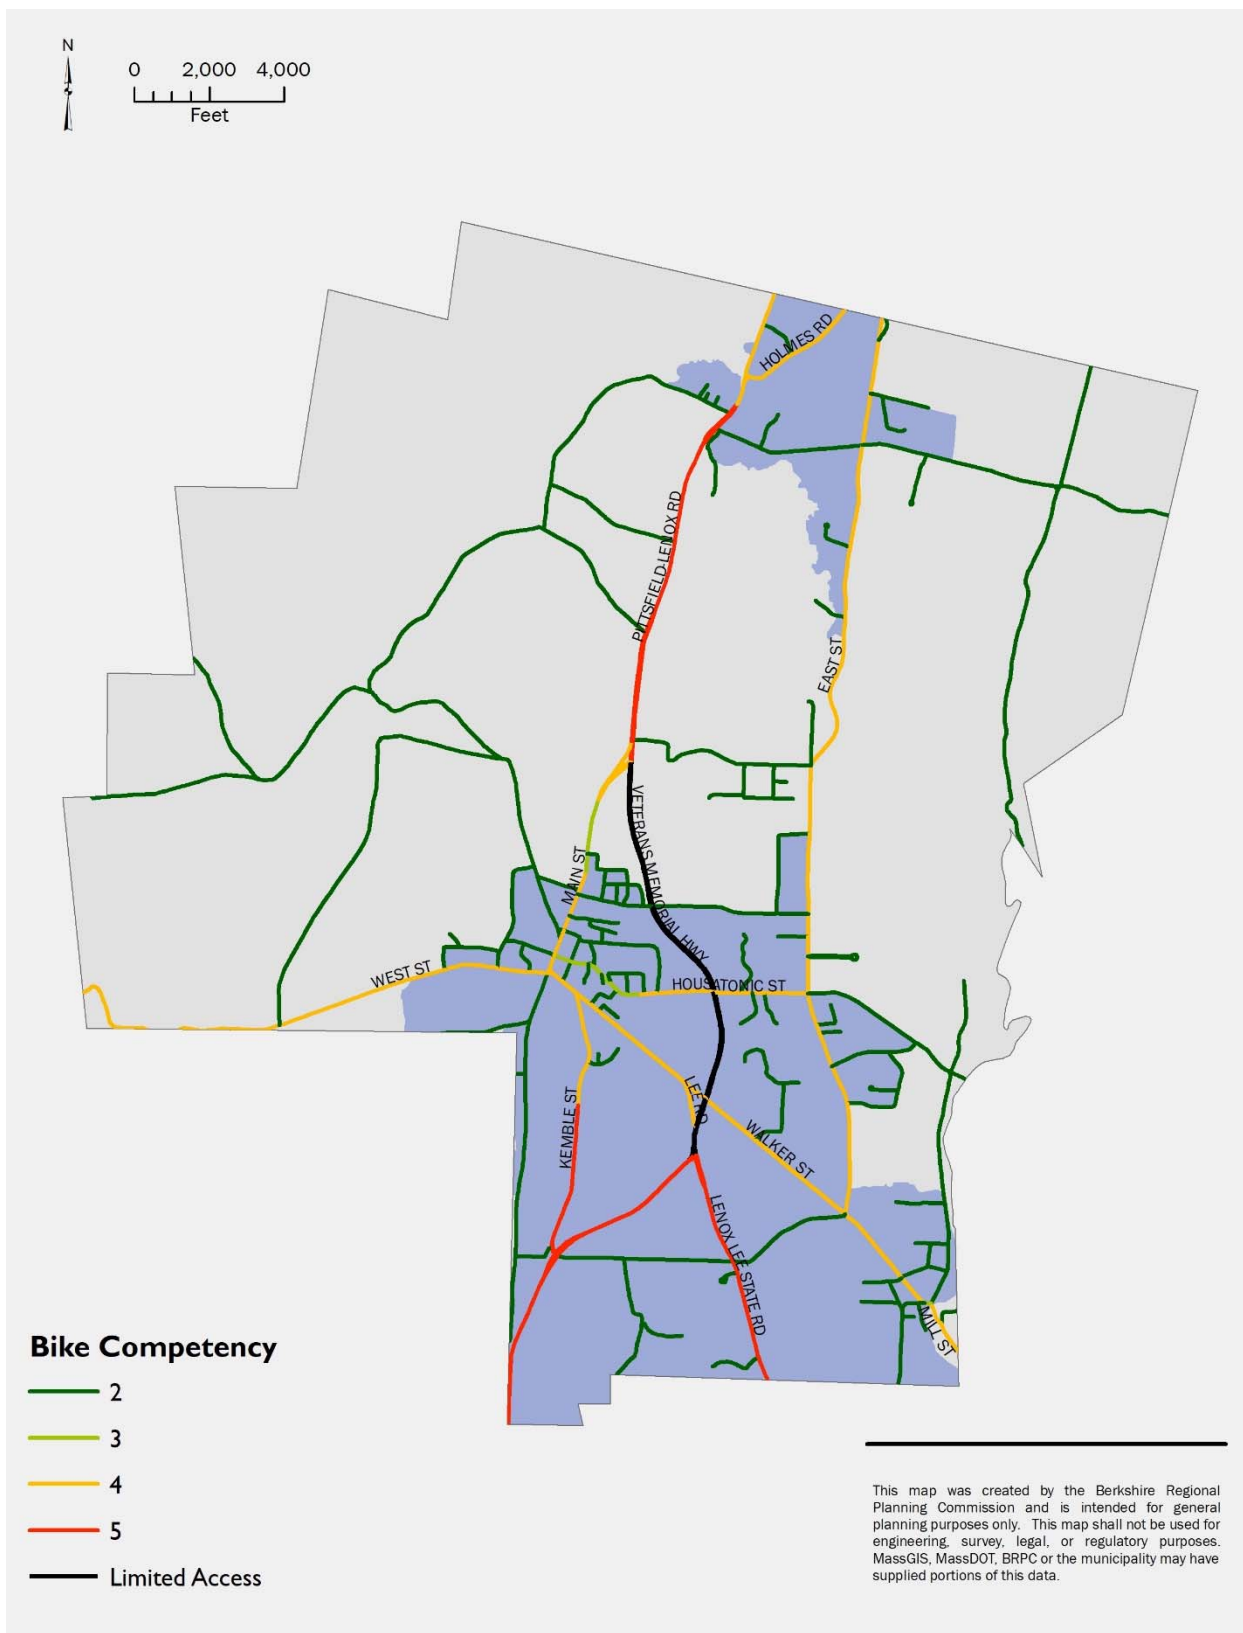 N
0 2,000 4,000
Feet
HOLMES RD
PITTSFIELD-LENOX RD
EAST ST
VETERANS MEMORIAL HWY
MAIN ST
WEST ST
HOUSATONIC ST
LEE RD
KEMBLE ST
WALKER ST
LENOX LEE STATE RD
MILL ST
Bike Competency
2
3
4
5
Limited Access
This map was created by the Berkshire Regional
Planning Commission and is intended for general
planning purposes only. This map shall not be used for
engineering, survey, legal, or regulatory purposes.
MassGIS, MassDOT, BRPC or the municipality may have
supplied portions of this data.